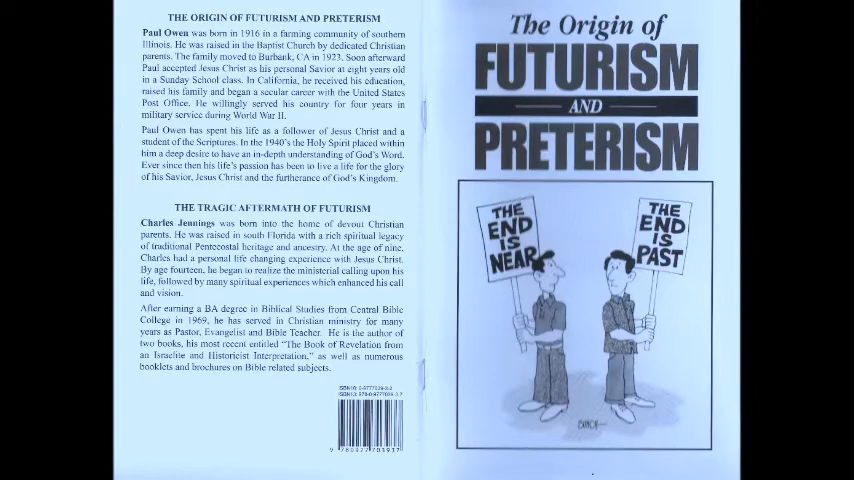 THE ORIGIN OF FUTURISM AND PRETERISM
Paul Owen was born in 1916 in a farming community of southern
Illinois. He was raised in the Baptist Church by dedicated Christian
parents. The family moved to Burbank, CA in 1923. Soon afterward
Paul accepted Jesus Christ as his personal Savior at eight years old
in a Sunday School class. In California, he received his education,
raised his family and began a secular career with the United States
Post Office. He willingly served his country for four years in
military service during World War II.
Paul Owen has spent his life as a follower of Jesus Christ and a
student of the Scriptures. In the 1940's the Holy Spirit placed within
him a deep desire to have an in-depth understanding of God's Word.
Ever since then his life's passion has been to live a life for the glory
of his Savior, Jesus Christ and the furtherance of God's Kingdom.
THE TRAGIC AFTERMATH OF FUTURISM
Charles Jennings was born into the home of devout Christian
parents. He was raised in south Florida with a rich spiritual legacy
of traditional Pentecostal heritage and ancestry. At the age of nine,
Charles had a personal life changing experience with Jesus Christ.
By age fourteen, he began to realize the ministerial calling upon his
life, followed by many spiritual experiences which enhanced his call
and vision.
After earning a BA degree in Biblical Studies from Central Bible
College in 1969, he has served in Christian ministry for many
years as Pastor, Evangelist and Bible Teacher. He is the author of
two books, his most recent entitled "The Book of Revelation from
an Israelite and Historicist Interpretation," as well as numerous
booklets and brochures on Bible related subjects.
The Origin of
FUTURISM
AND
PRETERISM
THE
END
IS
NEAR
THE
END
IS
PAST